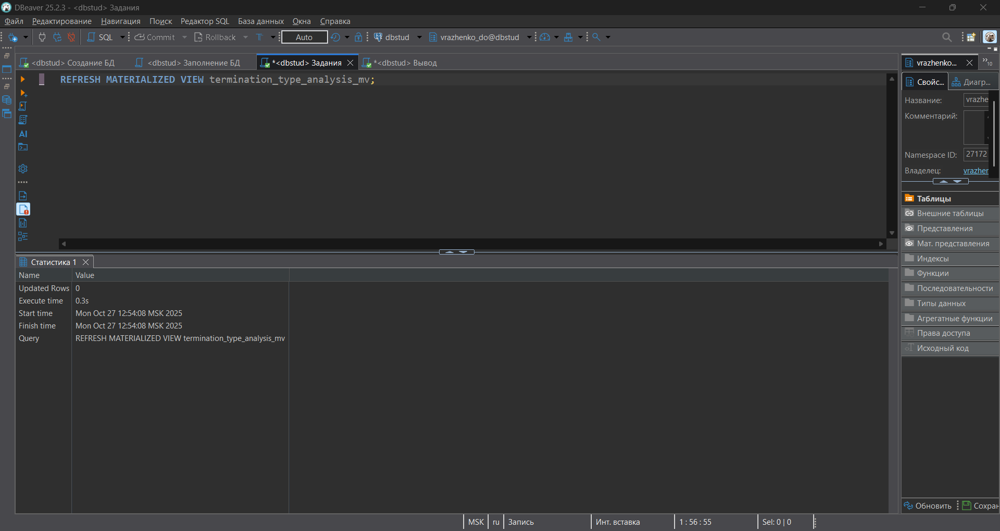 DBeaver 25.2.3 - <dbstud> Задания
Файл Редактирование Навигация Поиск Редактор SQL База данных Окна Справка
SQL Commit Rollback T Auto dbstud vrazhenko_do@dbstud
<dbstud> Создание БД <dbstud> Заполнение БД *<dbstud> Задания *<dbstud> Вывод
REFRESH MATERIALIZED VIEW termination_type_analysis_mv;
AI
Статистика 1
Name Value
Updated Rows 0
Execute time 0.3s
Start time Mon Oct 27 12:54:08 MSK 2025
Finish time Mon Oct 27 12:54:08 MSK 2025
Query REFRESH MATERIALIZED VIEW termination_type_analysis_mv
vrazhenko... »10
Свойс... Диагр...
Название: vrazhe
Комментарий:
Namespace ID: 27172
Владелец: vrazher
Таблицы
Внешние таблицы
Представления
Мат. представления
Индексы
Функции
Последовательности
Типы данных
Агрегатные функции
Права доступа
Исходный код
Обновить Сохран
MSK ru Запись Инт. вставка 1 : 56 : 55 Sel: 0 | 0